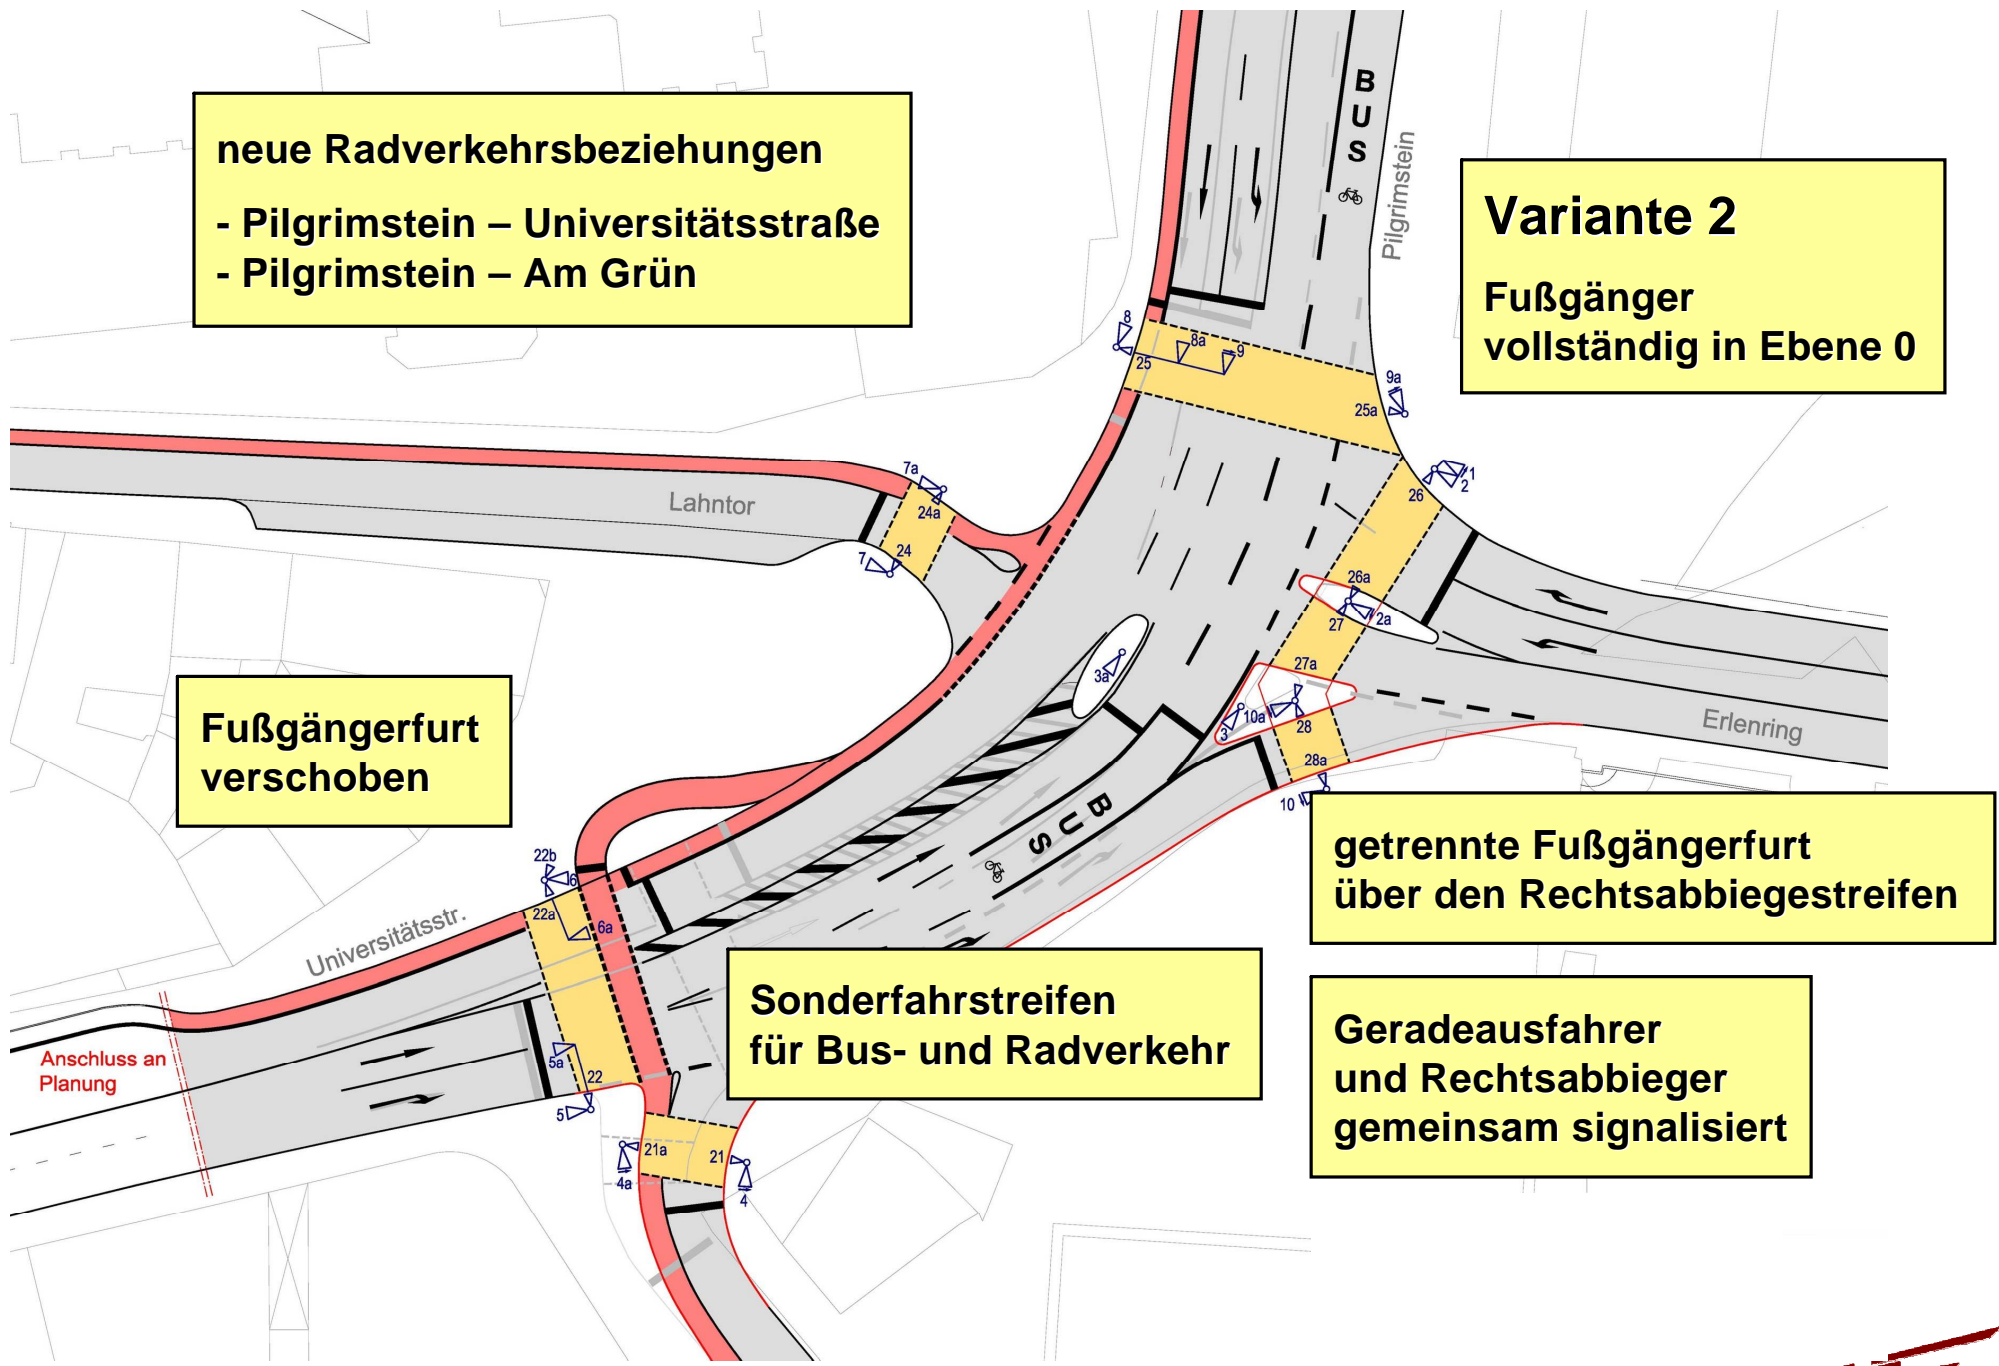 neue Radverkehrsbeziehungen
- Pilgrimstein – Universitätsstraße
- Pilgrimstein – Am Grün
BUS
Pilgrimstein
Variante 2
Fußgänger
vollständig in Ebene 0
8
8a
9
25
9a
25a
1
2
26
7a
24a
Lahntor
7
24
26a
27
2a
3a
27a
10a
3
28
28a
10
Erlenring
Fußgängerfurt
verschoben
BUS
getrennte Fußgängerfurt
über den Rechtsabbiegestreifen
22b
6
22a
6a
Universitätsstr.
Sonderfahrstreifen
für Bus- und Radverkehr
Geradeausfahrer
und Rechtsabbieger
gemeinsam signalisiert
Anschluss an
Planung
5a
22
5
21a
21
4a
4